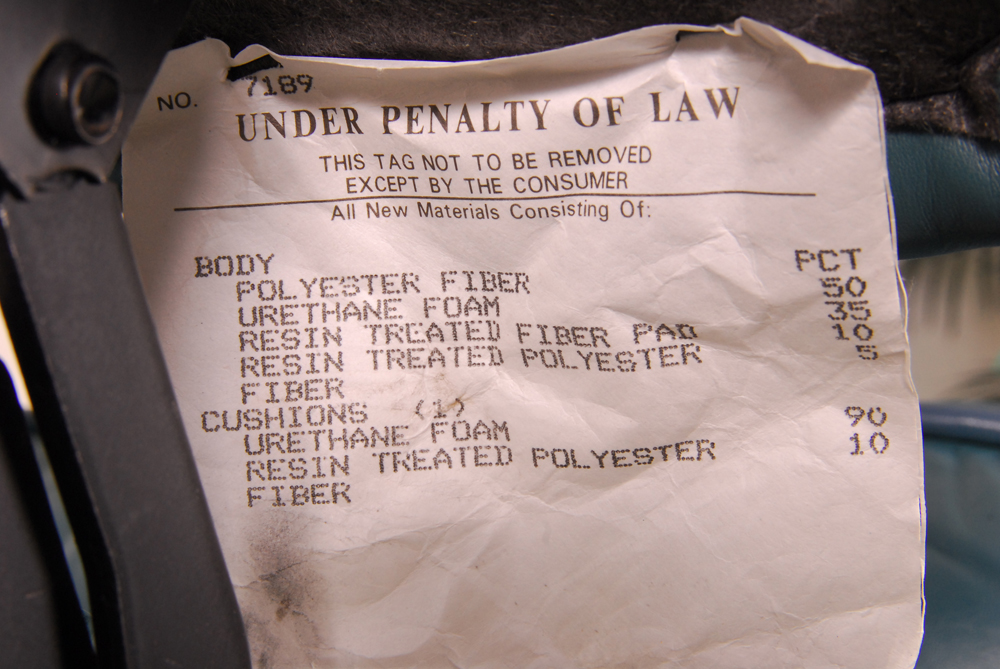 NO. 7189
UNDER PENALTY OF LAW
THIS TAG NOT TO BE REMOVED
EXCEPT BY THE CONSUMER
All New Materials Consisting Of:
BODY PCT
POLYESTER FIBER 50
URETHANE FOAM 35
RESIN TREATED FIBER PAD 10
RESIN TREATED POLYESTER 5
FIBER
CUSHIONS (1)
URETHANE FOAM 90
RESIN TREATED POLYESTER 10
FIBER